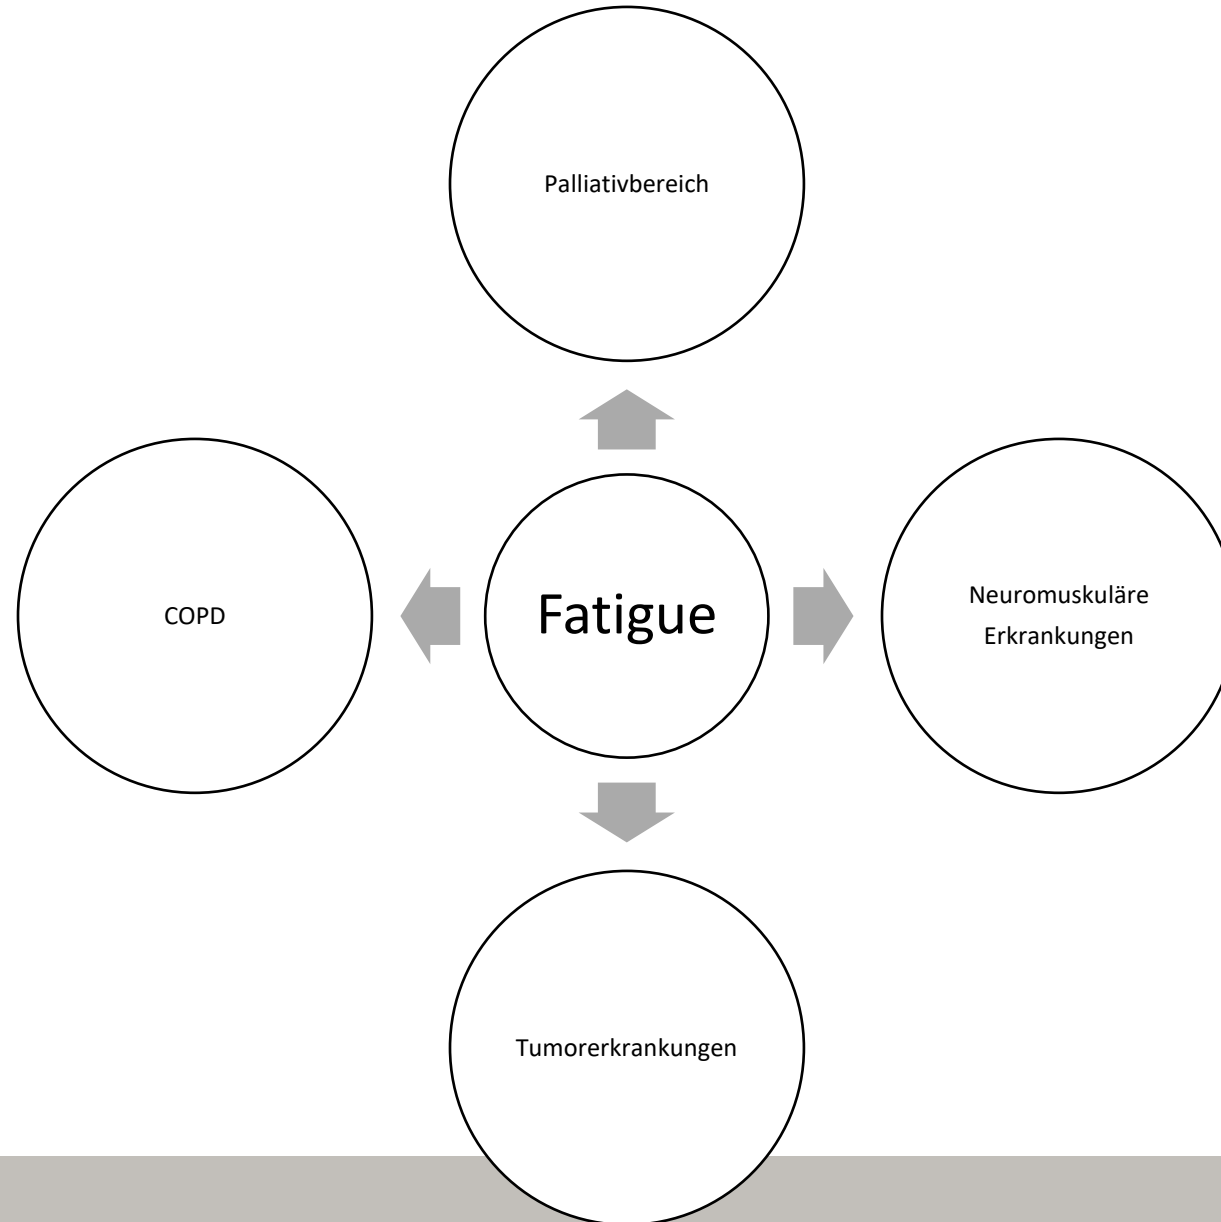 Palliativbereich
COPD
Fatigue
Neuromuskuläre
Erkrankungen
Tumorerkrankungen